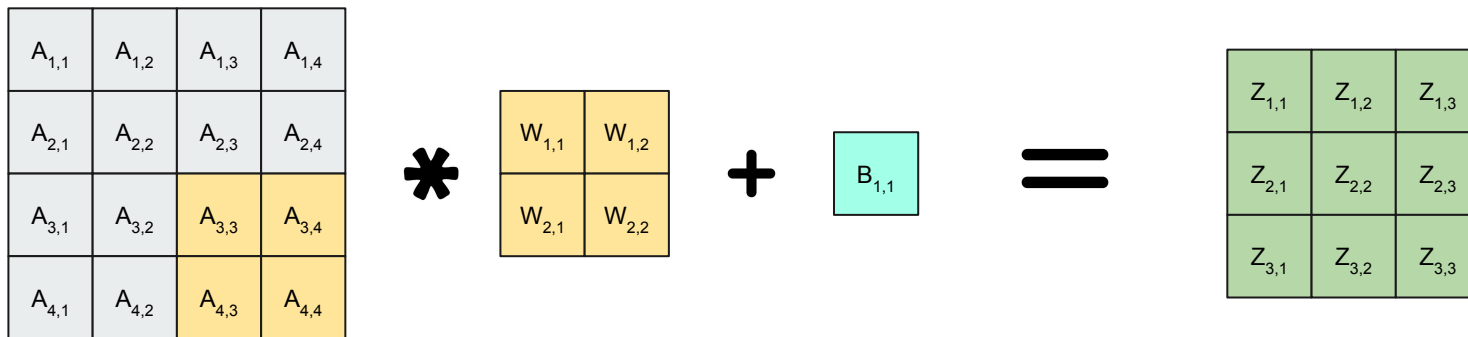 A1,1 A1,2 A1,3 A1,4
A2,1 A2,2 A2,3 A2,4
A3,1 A3,2 A3,3 A3,4
A4,1 A4,2 A4,3 A4,4
*
W1,1 W1,2
W2,1 W2,2
+
B1,1
=
Z1,1 Z1,2 Z1,3
Z2,1 Z2,2 Z2,3
Z3,1 Z3,2 Z3,3